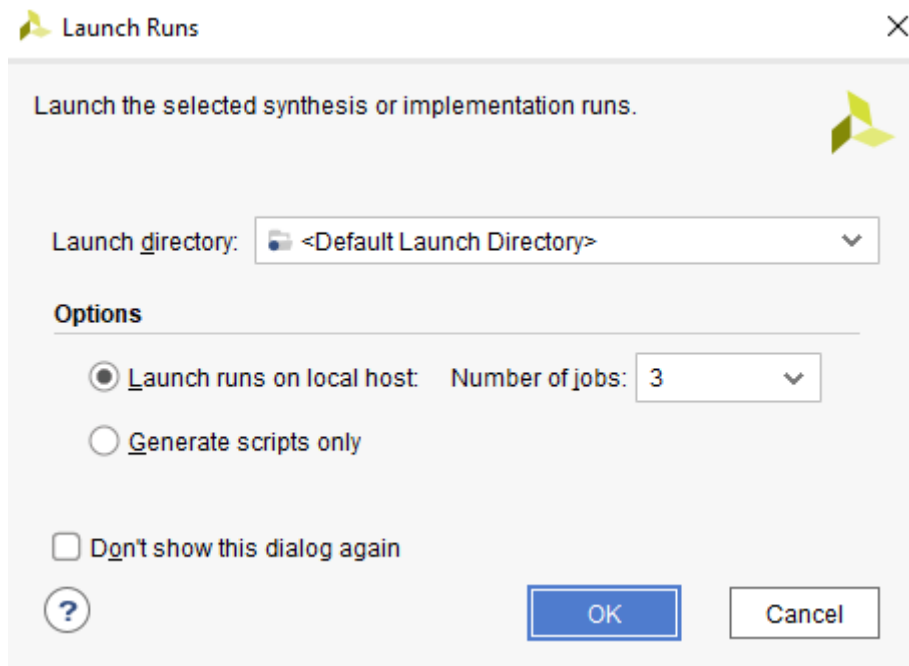 Launch Runs
Launch the selected synthesis or implementation runs.
Launch directory: <Default Launch Directory>
Options
Launch runs on local host: Number of jobs: 3
Generate scripts only
Don't show this dialog again
? OK Cancel